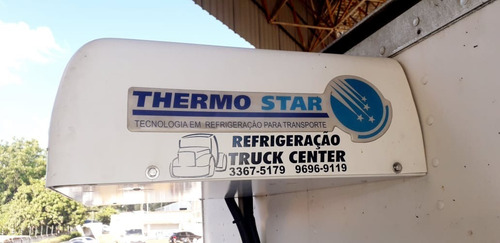 THERMO STAR
TECNOLOGIA EM REFRIGERAÇÃO PARA TRANSPORTE
REFRIGERAÇÃO
TRUCK CENTER
3367-5179 9696-9119